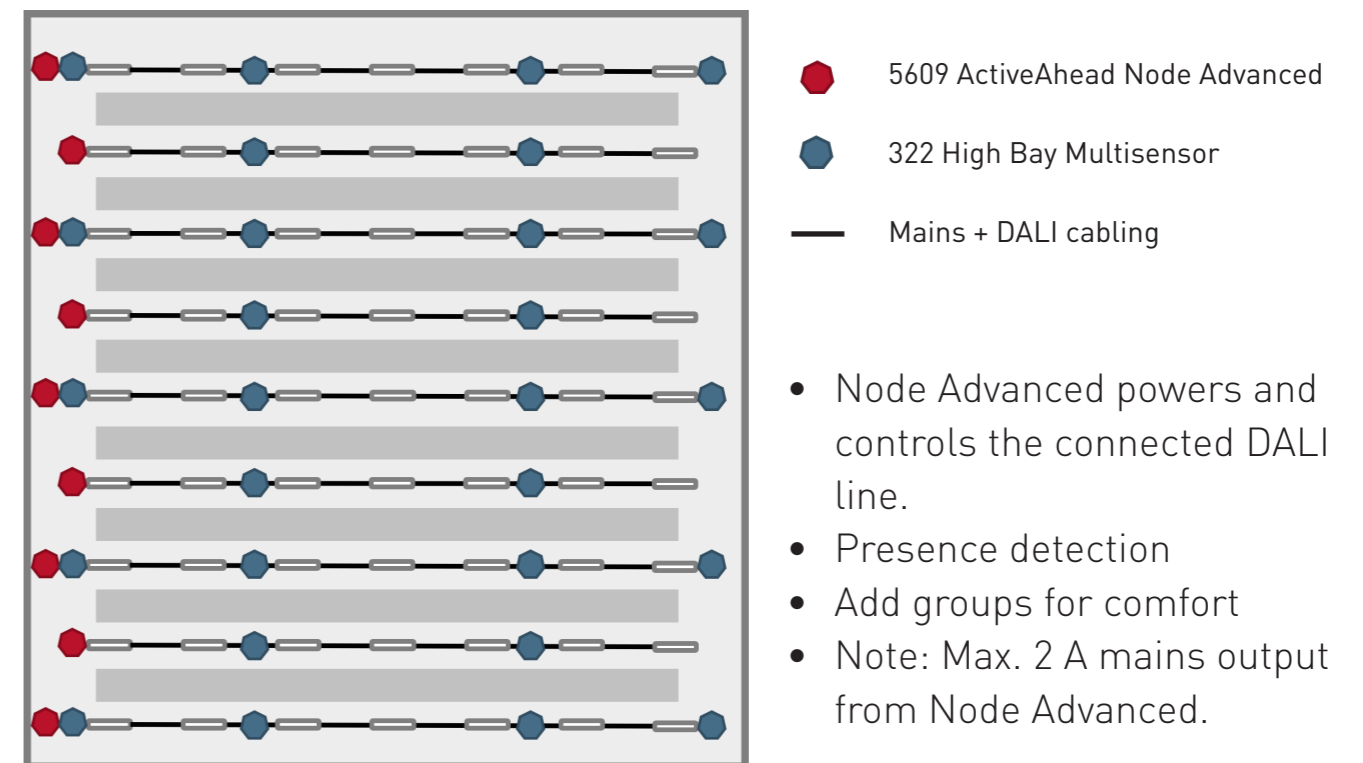 5609 ActiveAhead Node Advanced
322 High Bay Multisensor
Mains + DALI cabling
• Node Advanced powers and
controls the connected DALI
line.
• Presence detection
• Add groups for comfort
• Note: Max. 2 A mains output
from Node Advanced.